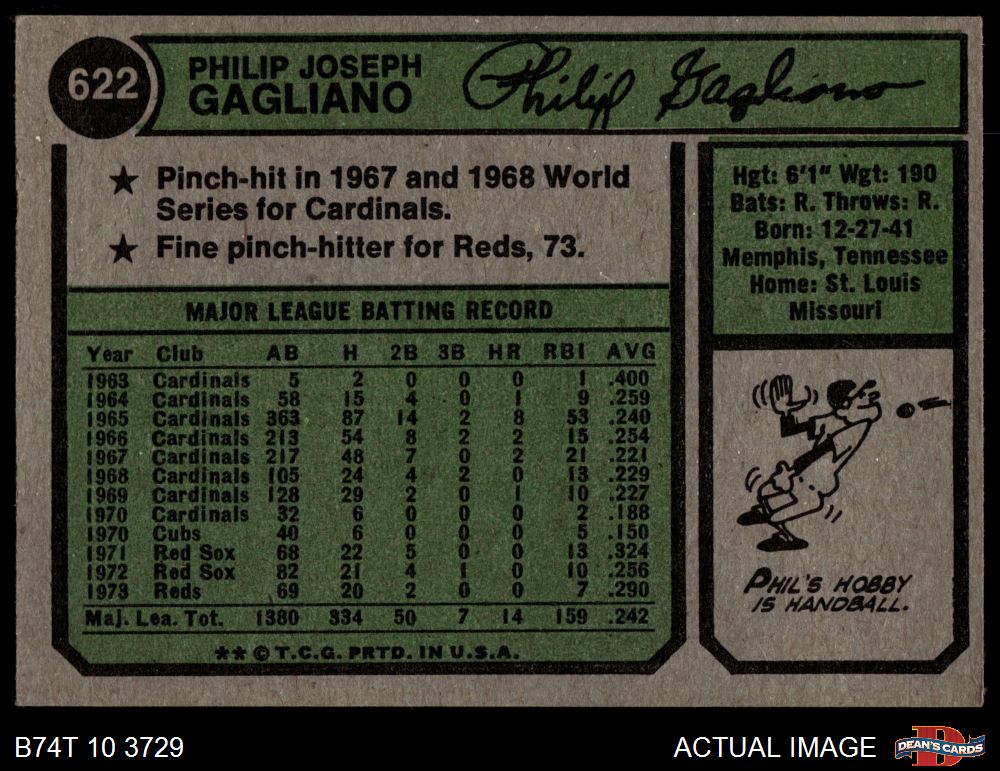 622
PHILIP JOSEPH
GAGLIANO
Philip Gagliano
★ Pinch-hit in 1967 and 1968 World
Series for Cardinals.
★ Fine pinch-hitter for Reds, 73.
Hgt: 6'1" Wgt: 190
Bats: R. Throws: R.
Born: 12-27-41
Memphis, Tennessee
Home: St. Louis
Missouri
MAJOR LEAGUE BATTING RECORD
Year Club AB H 2B 3B HR RBI AVG
1963 Cardinals 5 2 0 0 0 1 .400
1964 Cardinals 58 15 4 0 1 9 .259
1965 Cardinals 363 87 14 2 8 53 .240
1966 Cardinals 213 54 8 2 2 15 .254
1967 Cardinals 217 48 7 0 2 21 .221
1968 Cardinals 105 24 4 2 0 13 .229
1969 Cardinals 128 29 2 0 1 10 .227
1970 Cardinals 32 6 0 0 0 2 .188
1970 Cubs 40 6 0 0 0 5 .150
1971 Red Sox 68 22 5 0 0 13 .324
1972 Red Sox 82 21 4 1 0 10 .256
1973 Reds 69 20 2 0 0 7 .290
Maj. Lea. Tot. 1380 334 50 7 14 159 .242
** © T.C.G. PRTD. IN U.S.A.
PHIL'S HOBBY
IS HANDBALL.
B74T 10 3729
ACTUAL IMAGE
DEAN'S CARDS